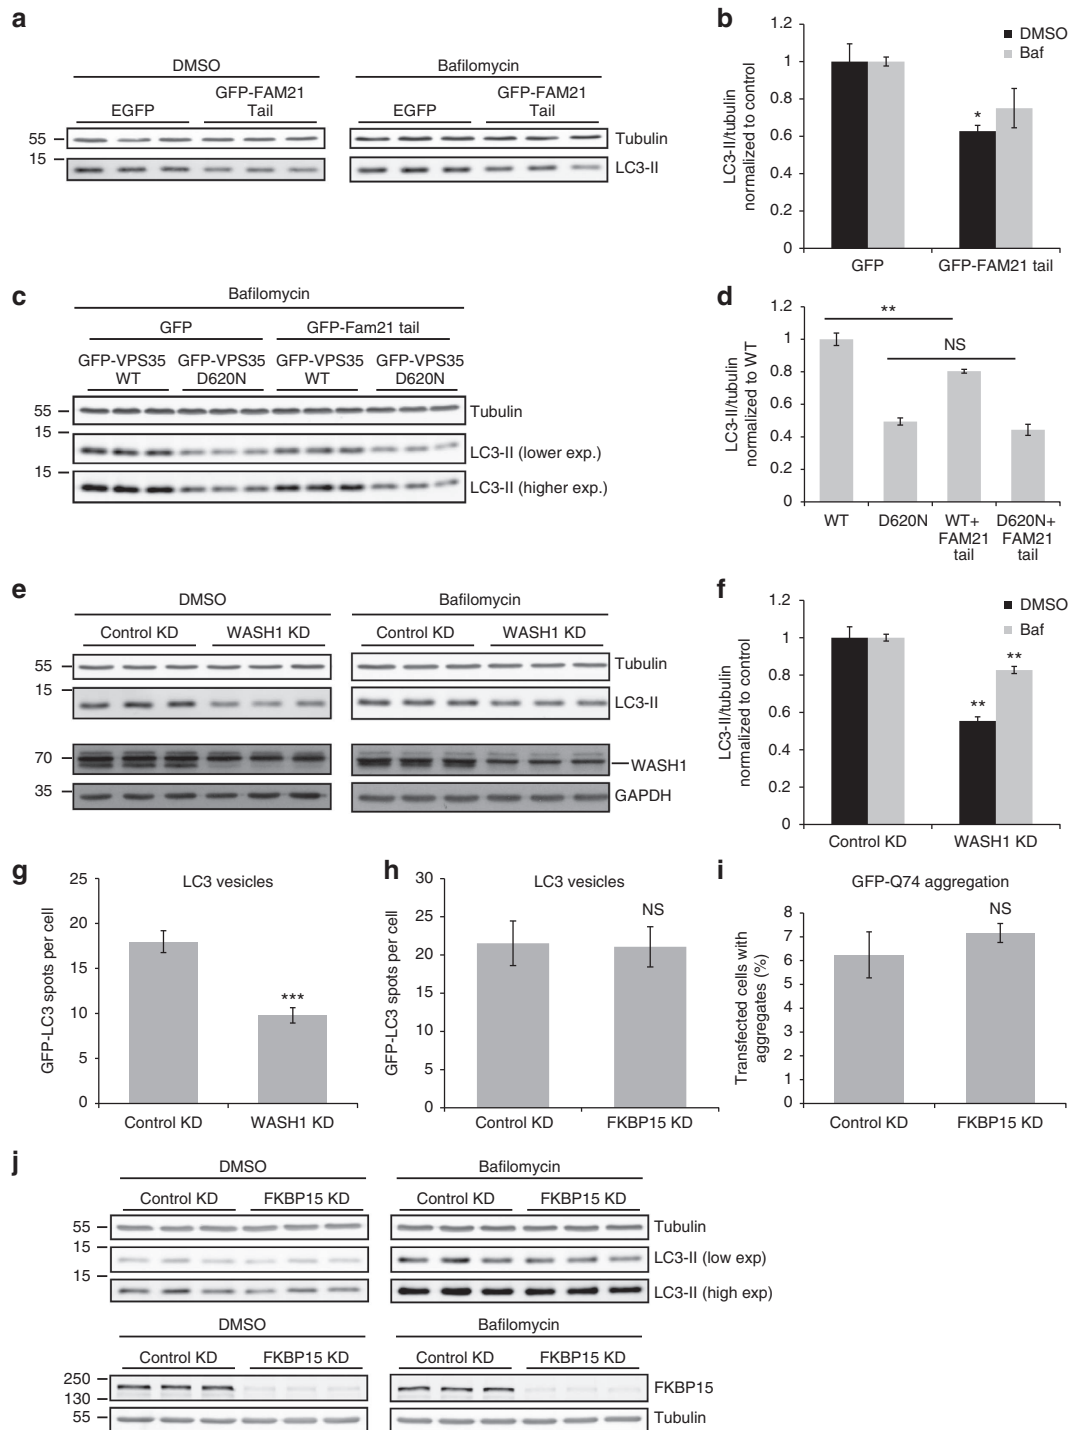 a
DMSO
Bafilomycin
EGFP
GFP-FAM21
Tail
EGFP
GFP-FAM21
Tail
55
Tubulin
15
LC3-II
b
LC3-II/tubulin
normalized to control
1.2
1
0.8
0.6
0.4
0.2
0
DMSO
Baf
*
GFP
GFP-FAM21 tail
c
Bafilomycin
GFP
GFP-Fam21 tail
GFP-VPS35
WT
GFP-VPS35
D620N
GFP-VPS35
WT
GFP-VPS35
D620N
55
Tubulin
15
LC3-II (lower exp.)
15
LC3-II (higher exp.)
d
LC3-II/tubulin
normalized to WT
1.2
1
0.8
0.6
0.4
0.2
0
**
NS
WT
D620N
WT+
FAM21
tail
D620N+
FAM21
tail
e
DMSO
Bafilomycin
Control KD
WASH1 KD
Control KD
WASH1 KD
55
Tubulin
15
LC3-II
70
WASH1
35
GAPDH
f
LC3-II/tubulin
normalized to control
1.2
1
0.8
0.6
0.4
0.2
0
DMSO
Baf
**
**
Control KD
WASH1 KD
g
LC3 vesicles
GFP-LC3 spots per cell
25
20
15
10
5
0
***
Control KD
WASH1 KD
h
LC3 vesicles
GFP-LC3 spots per cell
30
25
20
15
10
5
0
NS
Control KD
FKBP15 KD
i
GFP-Q74 aggregation
Transfected cells with
aggregates (%)
8
7
6
5
4
3
2
1
0
NS
Control KD
FKBP15 KD
j
DMSO
Bafilomycin
Control KD
FKBP15 KD
Control KD
FKBP15 KD
55
Tubulin
15
LC3-II (low exp)
15
LC3-II (high exp)
DMSO
Bafilomycin
Control KD
FKBP15 KD
Control KD
FKBP15 KD
250
FKBP15
130
55
Tubulin